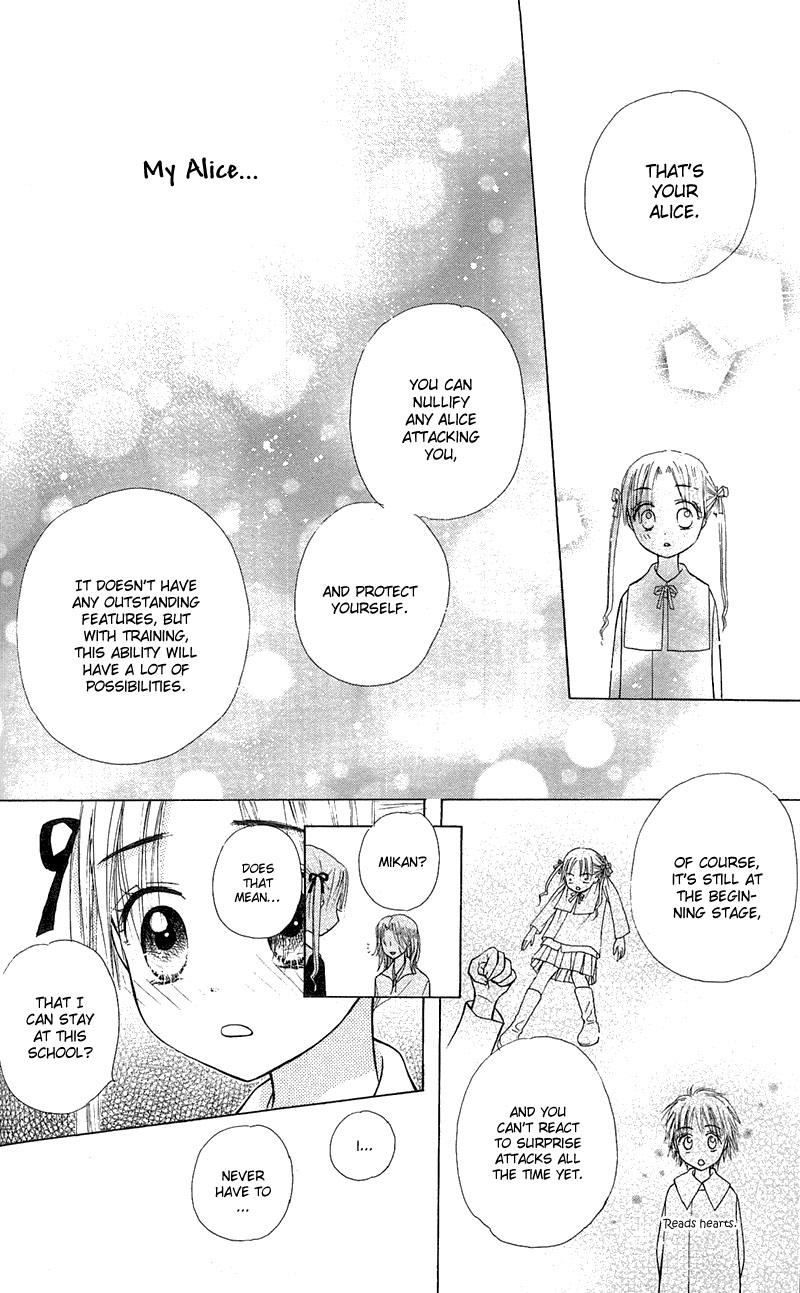 THAT'S
YOUR
ALICE.
My Alice...
YOU CAN
NULLIFY
ANY ALICE
ATTACKING
YOU,
AND PROTECT
YOURSELF.
IT DOESN'T HAVE
ANY OUTSTANDING
FEATURES, BUT
WITH TRAINING,
THIS ABILITY WILL
HAVE A LOT OF
POSSIBILITIES.
OF COURSE,
IT'S STILL AT
THE BEGIN-
NING STAGE,
AND YOU
CAN'T REACT
TO SURPRISE
ATTACKS ALL
THE TIME YET.
Reads hearts.
MIKAN?
DOES
THAT
MEAN...
THAT I
CAN STAY
AT THIS
SCHOOL?
I...
NEVER
HAVE TO
...